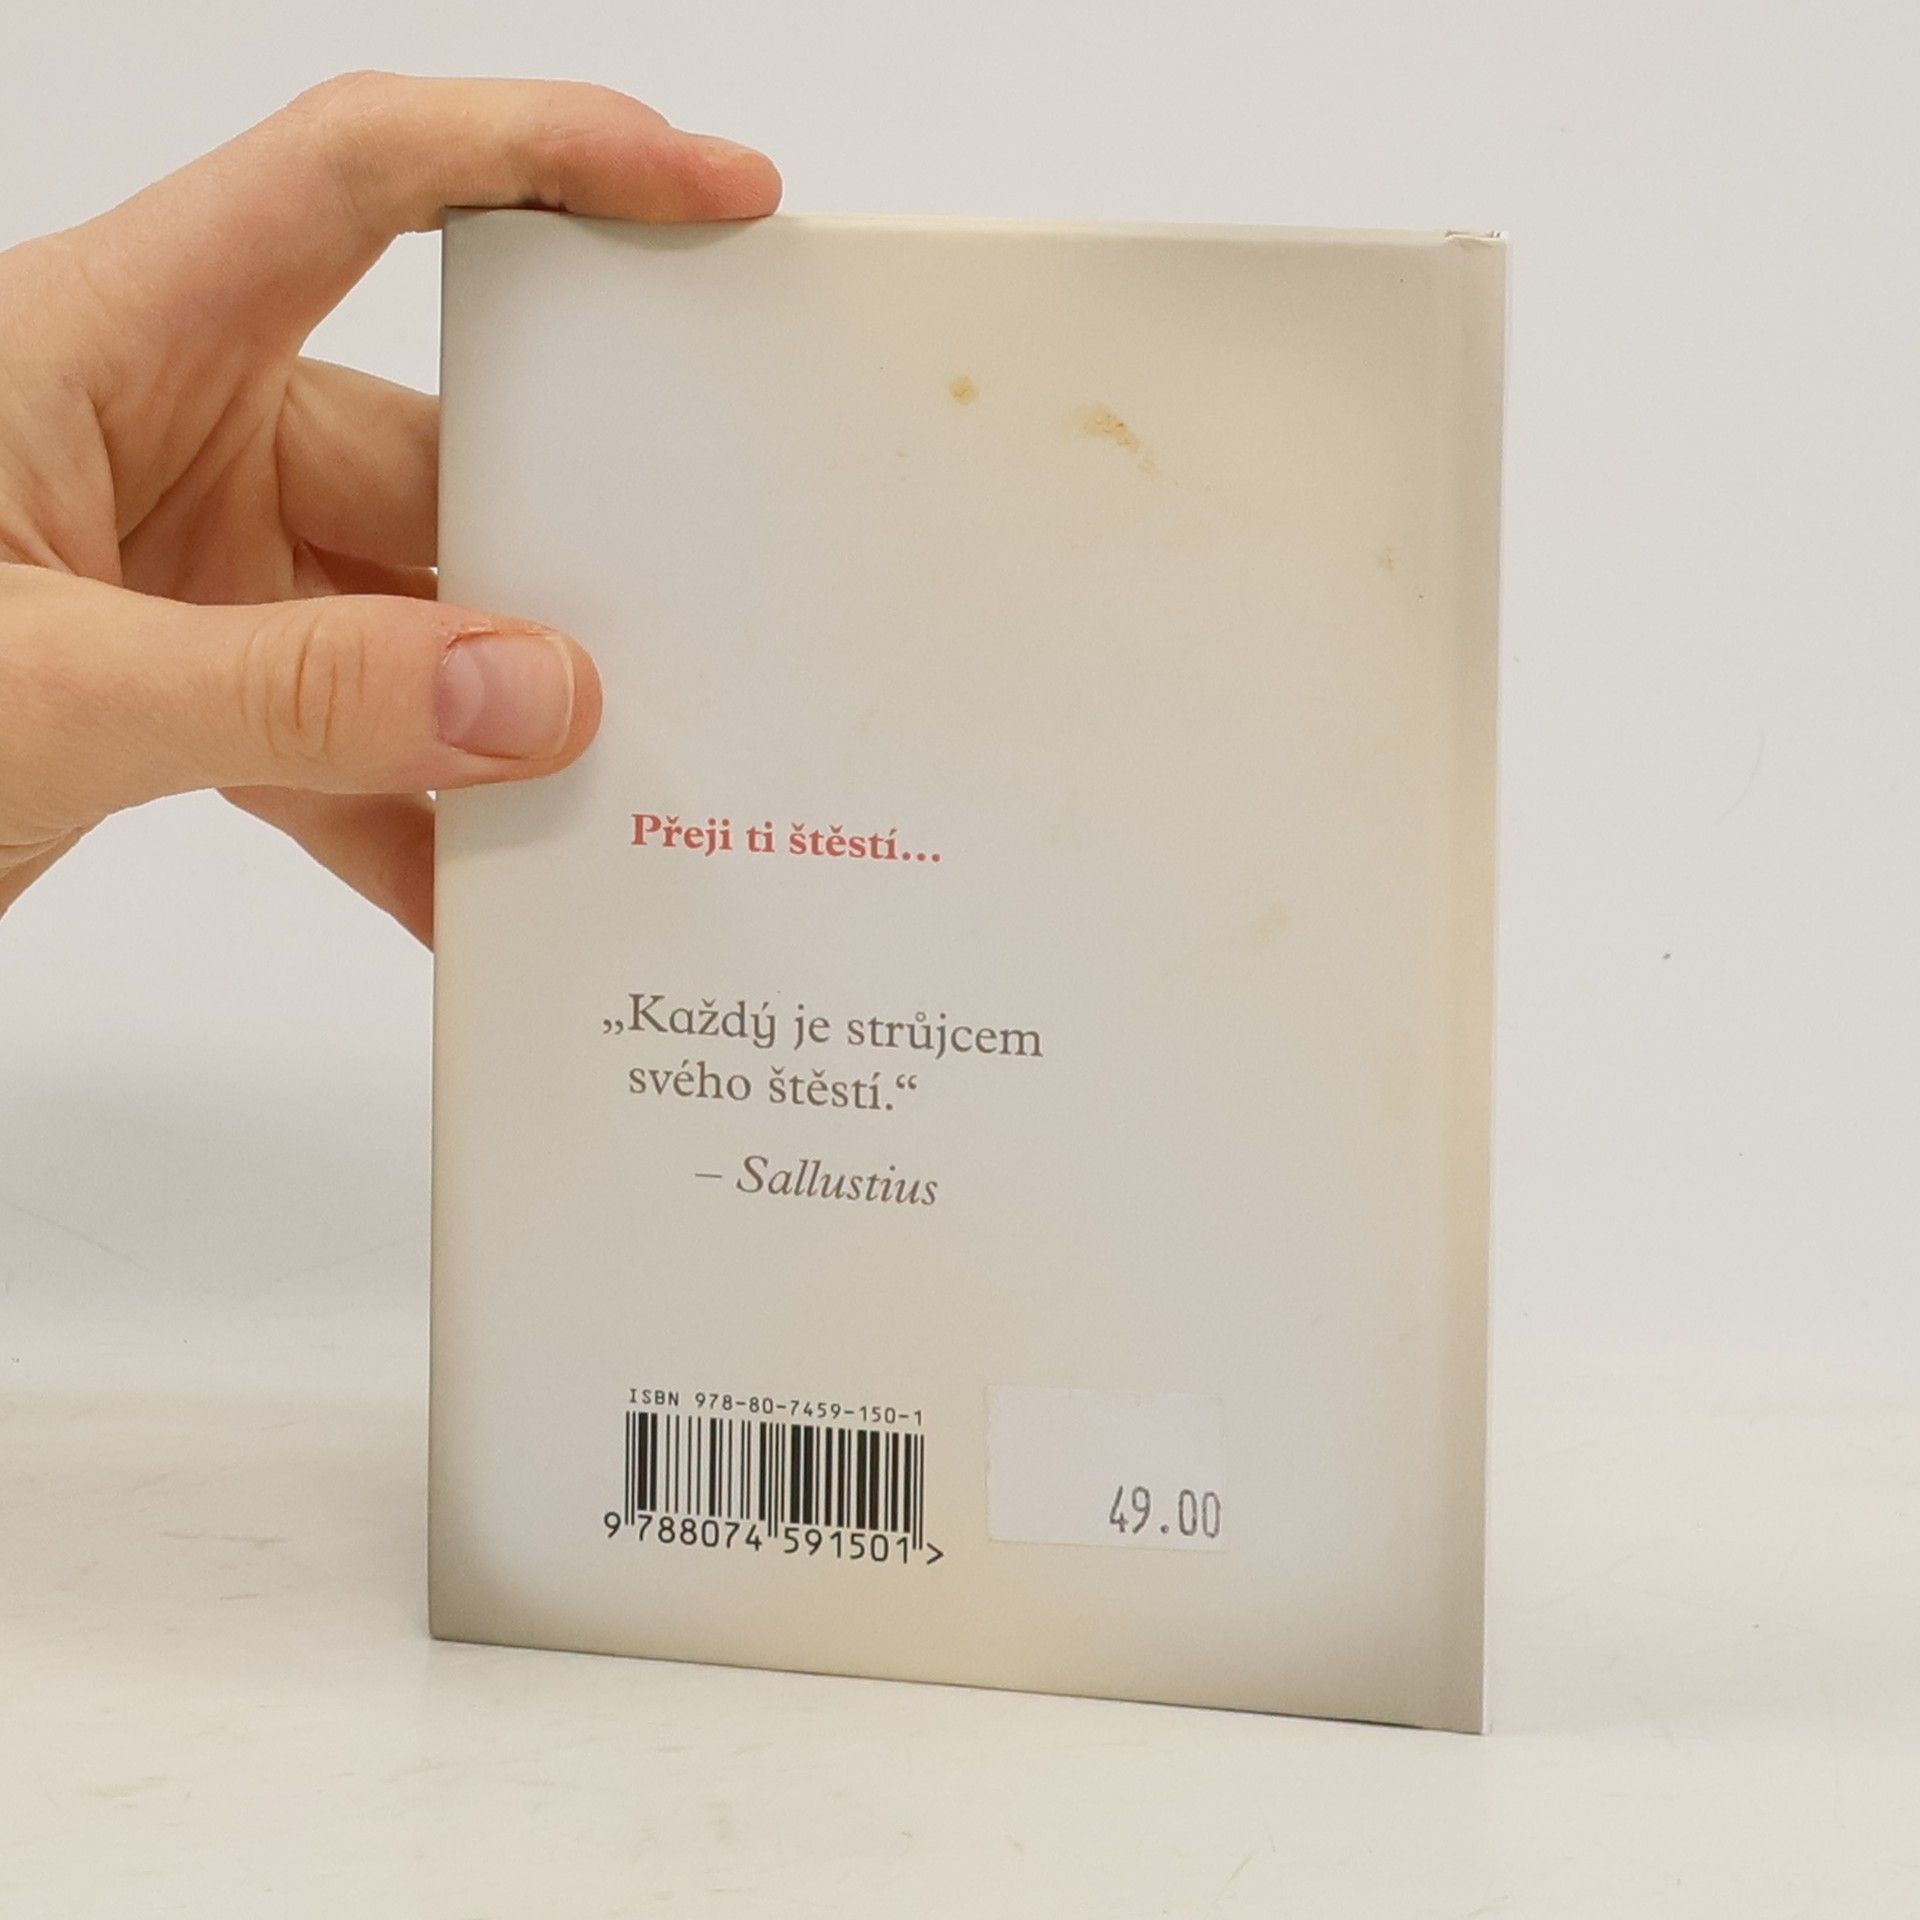 Přeji ti štěstí...
„Každý je strůjcem
svého štěstí.“
– Sallustius
ISBN 978-80-7459-150-1
9 788074 591501 >
49.00